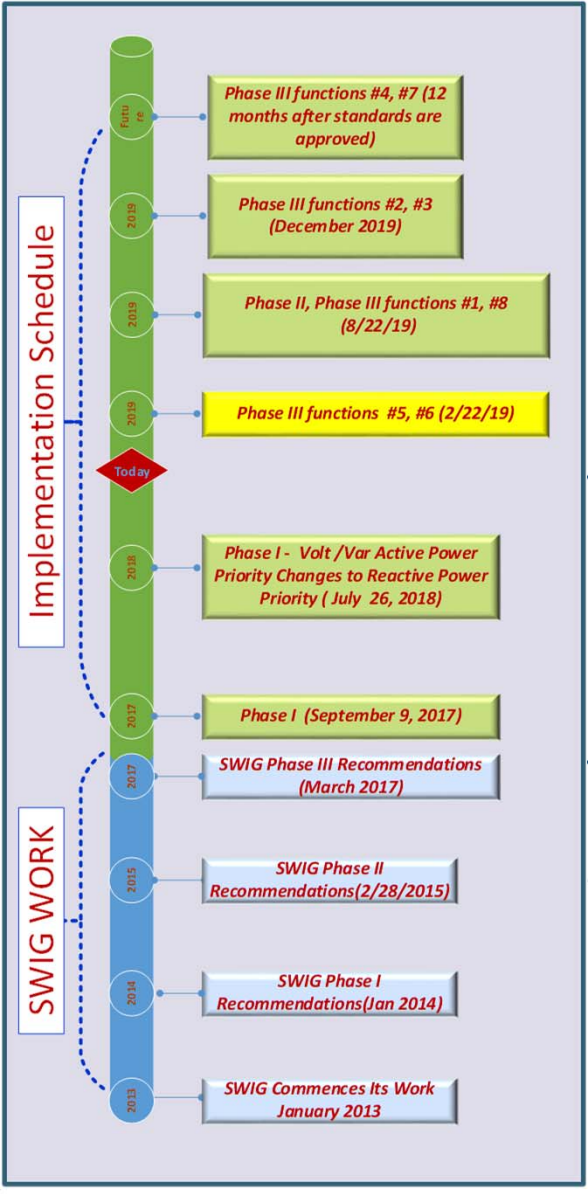 Implementation Schedule
Futu
re
Phase III functions #4, #7 (12
months after standards are
approved)
2019
Phase III functions #2, #3
(December 2019)
2019
Phase II, Phase III functions #1, #8
(8/22/19)
2019
Phase III functions #5, #6 (2/22/19)
Today
2018
Phase I - Volt /Var Active Power
Priority Changes to Reactive Power
Priority ( July 26, 2018)
2017
Phase I (September 9, 2017)
SWIG WORK
2017
SWIG Phase III Recommendations
(March 2017)
2015
SWIG Phase II
Recommendations(2/28/2015)
2014
SWIG Phase I
Recommendations(Jan 2014)
2013
SWIG Commences Its Work
January 2013